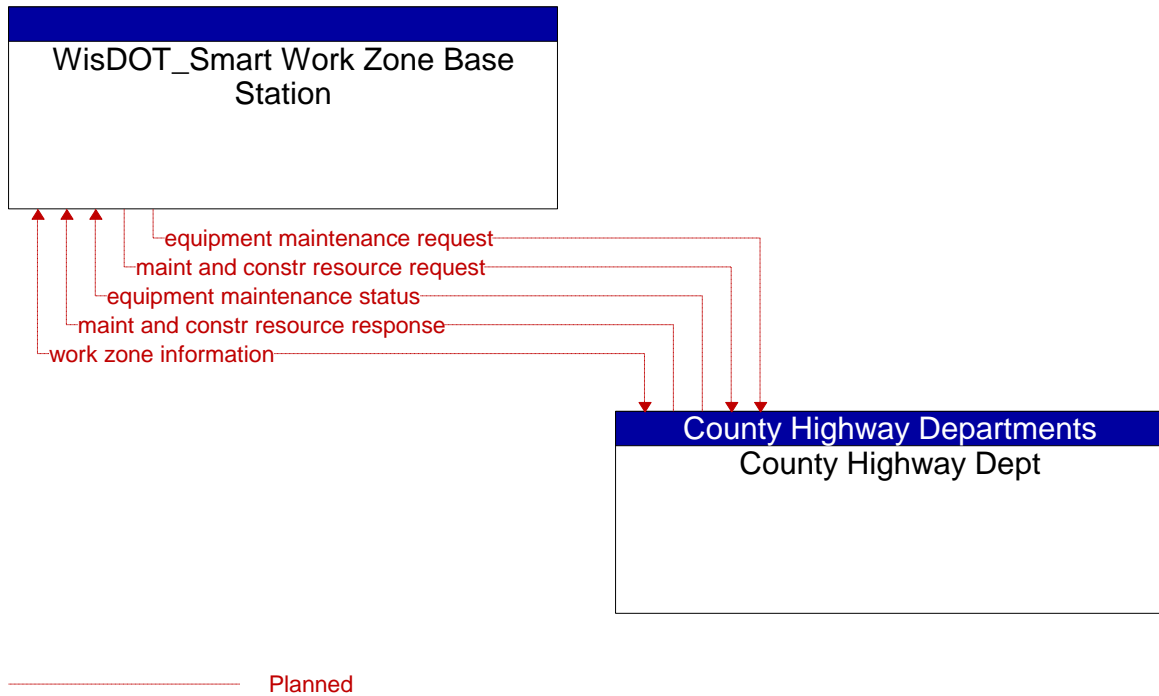 WisDOT_Smart Work Zone Base
Station
equipment maintenance request
maint and constr resource request
equipment maintenance status
maint and constr resource response
work zone information
County Highway Departments
County Highway Dept
Planned